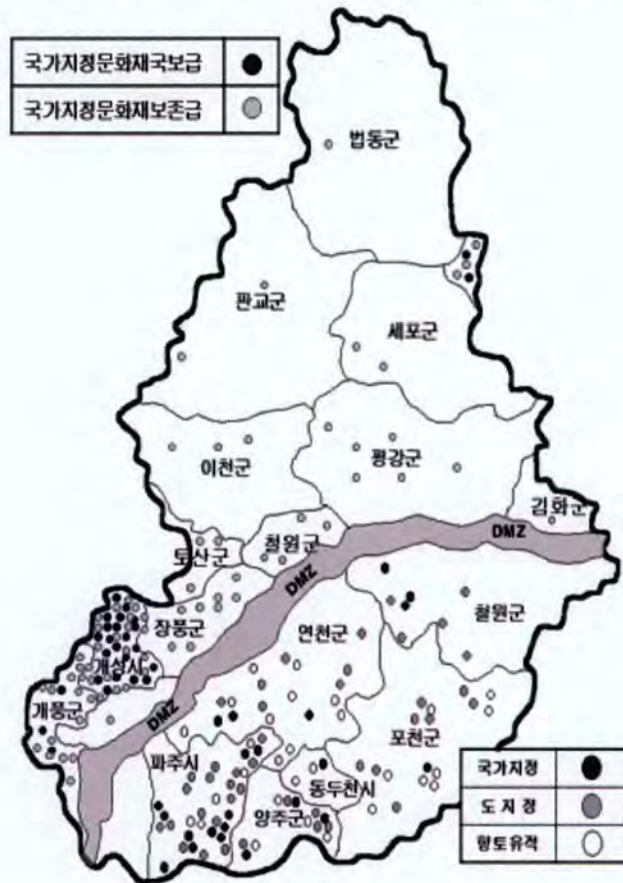 국가지정문화재국보급
국가지정문화재보존급
법동군
판교군
세포군
이천군
평강군
김화군
토산군
철원군
DMZ
DMZ
장풍군
연천군
철원군
개성시
개풍군
DMZ
포천군
파주시
동두천시
양주군
국가지정
도지정
향토유적